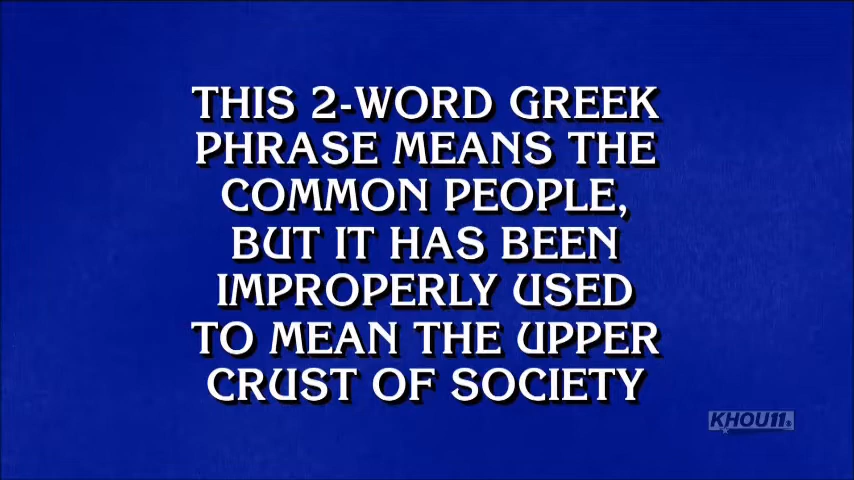 THIS 2-WORD GREEK
PHRASE MEANS THE
COMMON PEOPLE,
BUT IT HAS BEEN
IMPROPERLY USED
TO MEAN THE UPPER
CRUST OF SOCIETY
KHOU11